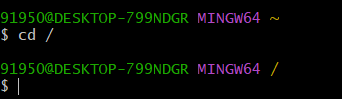 91950@DESKTOP-799NDGR MINGW64 ~
$ cd /
91950@DESKTOP-799NDGR MINGW64 /
$